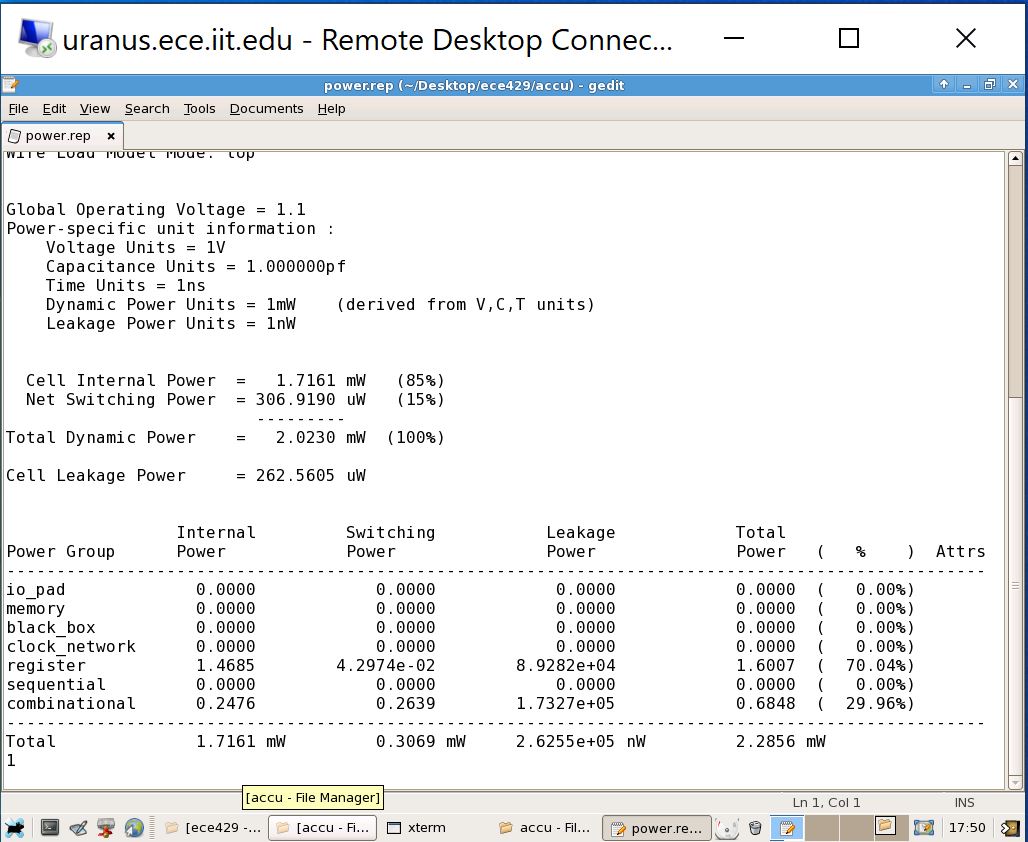 uranus.ece.iit.edu - Remote Desktop Connec...
power.rep (~/Desktop/ece429/accu) - gedit
File Edit View Search Tools Documents Help
power.rep
Wire Load Model Mode: top
Global Operating Voltage = 1.1
Power-specific unit information :
Voltage Units = 1V
Capacitance Units = 1.000000pf
Time Units = 1ns
Dynamic Power Units = 1mW (derived from V,C,T units)
Leakage Power Units = 1nW
Cell Internal Power = 1.7161 mW (85%)
Net Switching Power = 306.9190 uW (15%)
---------
Total Dynamic Power = 2.0230 mW (100%)
Cell Leakage Power = 262.5605 uW
Internal Switching Leakage Total
Power Group Power Power Power Power ( % ) Attrs
--------------------------------------------------------------------------------------------------
io_pad 0.0000 0.0000 0.0000 0.0000 ( 0.00%)
memory 0.0000 0.0000 0.0000 0.0000 ( 0.00%)
black_box 0.0000 0.0000 0.0000 0.0000 ( 0.00%)
clock_network 0.0000 0.0000 0.0000 0.0000 ( 0.00%)
register 1.4685 4.2974e-02 8.9282e+04 1.6007 ( 70.04%)
sequential 0.0000 0.0000 0.0000 0.0000 ( 0.00%)
combinational 0.2476 0.2639 1.7327e+05 0.6848 ( 29.96%)
--------------------------------------------------------------------------------------------------
Total 1.7161 mW 0.3069 mW 2.6255e+05 nW 2.2856 mW
1
[accu - File Manager]
Ln 1, Col 1 INS
[ece429 -... [accu - Fi... xterm accu - Fil... power.re... 17:50